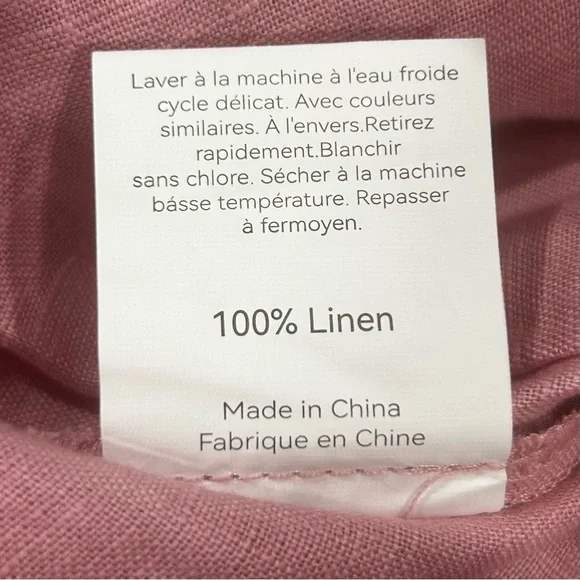 Laver à la machine à l'eau froide
cycle délicat. Avec couleurs
similaires. À l'envers.Retirez
rapidement.Blanchir
sans chlore. Sécher à la machine
básse température. Repasser
à fermoyen.
100% Linen
Made in China
Fabrique en Chine